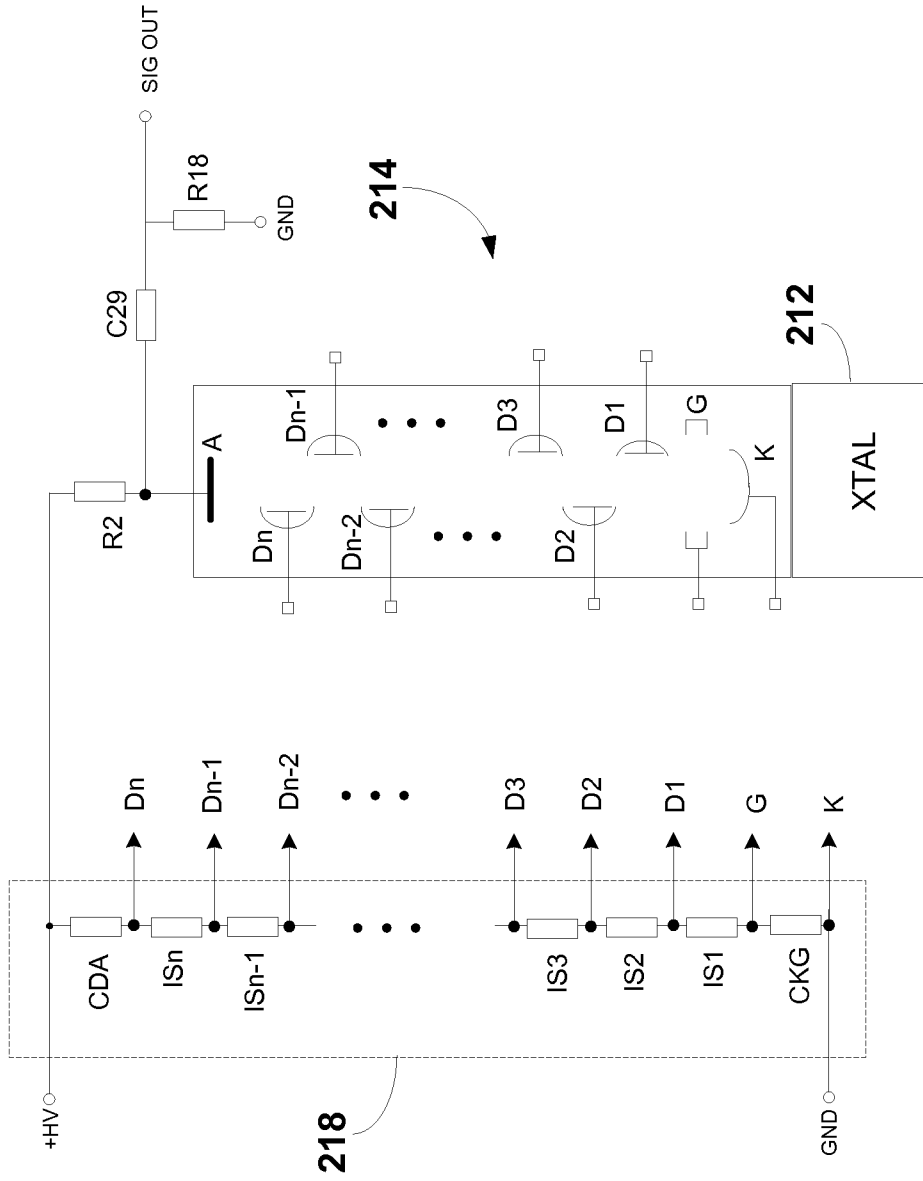 +HV
GND
218
CDA
ISn
ISn-1
IS3
IS2
IS1
CKG
Dn
Dn-1
Dn-2
D3
D2
D1
G
K
R2
A
Dn
Dn-1
Dn-2
D3
D2
D1
G
K
XTAL
212
214
C29
R18
GND
SIG OUT